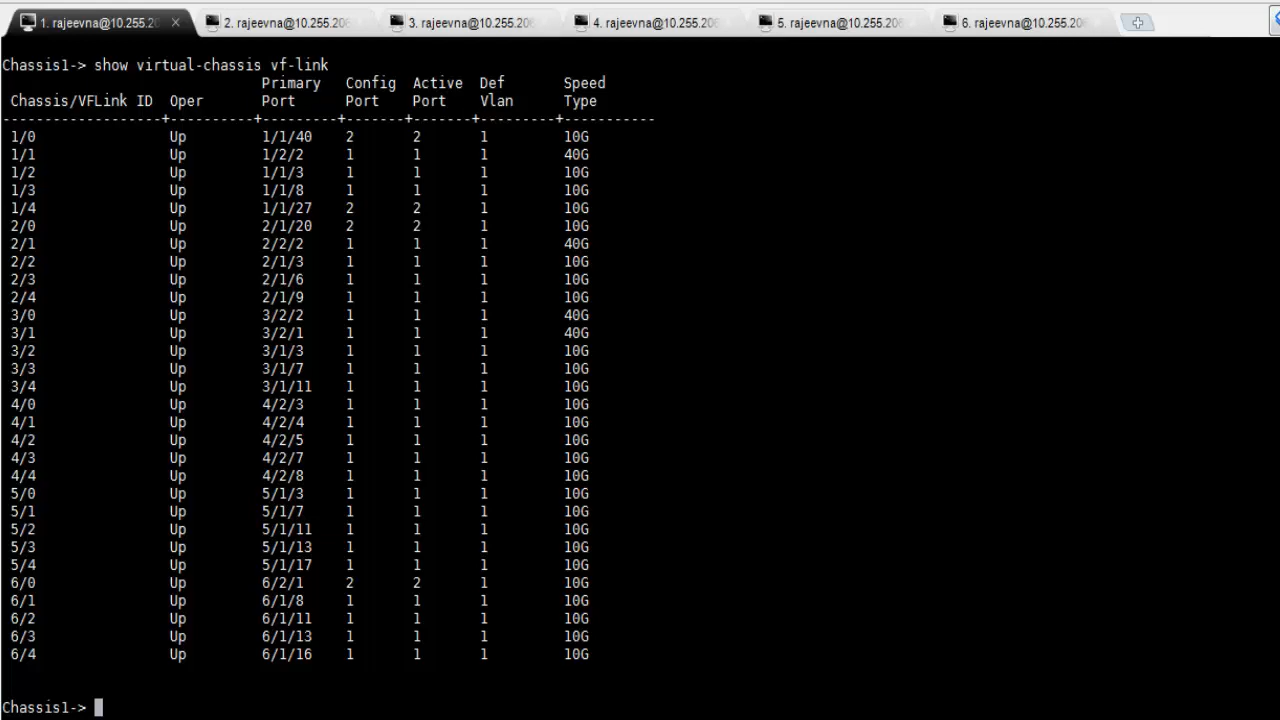 1. rajeevna@10.255.20 2. rajeevna@10.255.206 3. rajeevna@10.255.20 4. rajeevna@10.255.206 5. rajeevna@10.255.206 6. rajeevna@10.255.206
Chassis1-> show virtual-chassis vf-link
Primary Config Active Def Speed
Chassis/VFLink ID Oper Port Port Port Vlan Type
-------------------+----------+---------+-------+-------+---------+-----------
1/0 Up 1/1/40 2 2 1 10G
1/1 Up 1/2/2 1 1 1 40G
1/2 Up 1/1/3 1 1 1 10G
1/3 Up 1/1/8 1 1 1 10G
1/4 Up 1/1/27 2 2 1 10G
2/0 Up 2/1/20 2 2 1 10G
2/1 Up 2/2/2 1 1 1 40G
2/2 Up 2/1/3 1 1 1 10G
2/3 Up 2/1/6 1 1 1 10G
2/4 Up 2/1/9 1 1 1 10G
3/0 Up 3/2/2 1 1 1 40G
3/1 Up 3/2/1 1 1 1 40G
3/2 Up 3/1/3 1 1 1 10G
3/3 Up 3/1/7 1 1 1 10G
3/4 Up 3/1/11 1 1 1 10G
4/0 Up 4/2/3 1 1 1 10G
4/1 Up 4/2/4 1 1 1 10G
4/2 Up 4/2/5 1 1 1 10G
4/3 Up 4/2/7 1 1 1 10G
4/4 Up 4/2/8 1 1 1 10G
5/0 Up 5/1/3 1 1 1 10G
5/1 Up 5/1/7 1 1 1 10G
5/2 Up 5/1/11 1 1 1 10G
5/3 Up 5/1/13 1 1 1 10G
5/4 Up 5/1/17 1 1 1 10G
6/0 Up 6/2/1 2 2 1 10G
6/1 Up 6/1/8 1 1 1 10G
6/2 Up 6/1/11 1 1 1 10G
6/3 Up 6/1/13 1 1 1 10G
6/4 Up 6/1/16 1 1 1 10G
Chassis1->